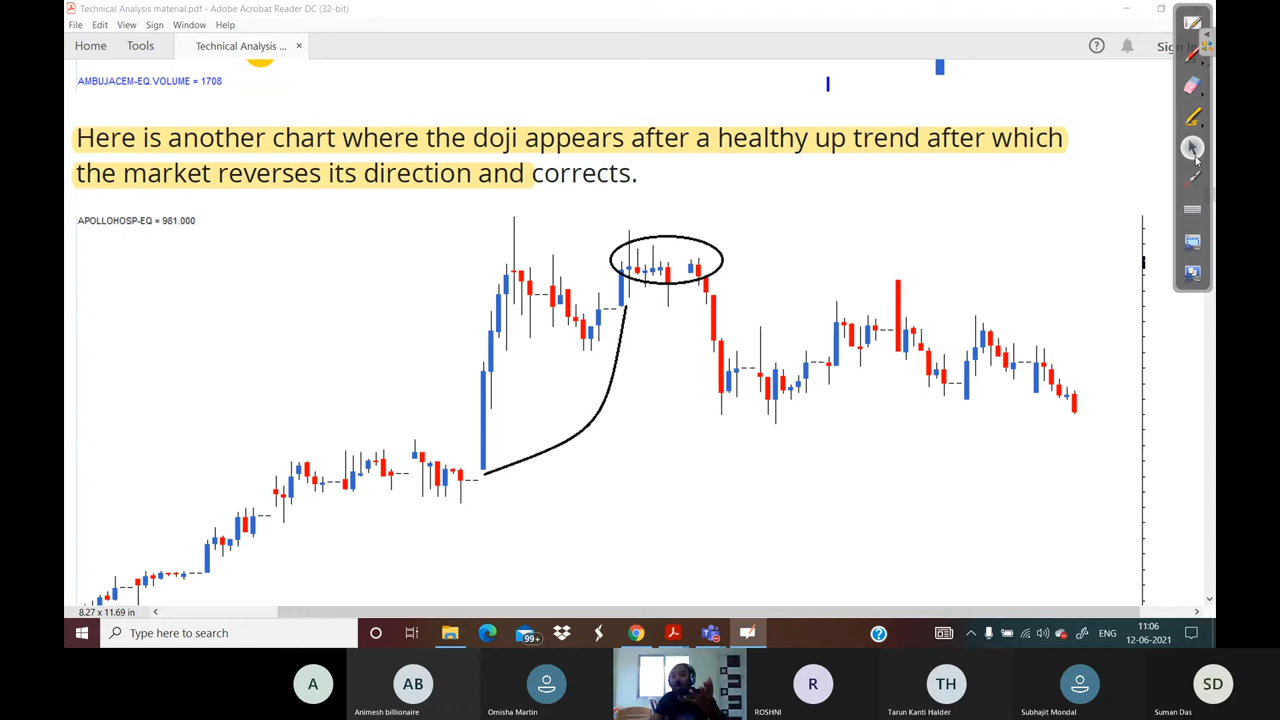 Technical Analysis material.pdf - Adobe Acrobat Reader DC (32-bit)
File Edit View Sign Window Help
Home Tools Technical Analysis ... × Sign In
AMBUJACEM-EQ.VOLUME = 1708
Here is another chart where the doji appears after a healthy up trend after which
the market reverses its direction and corrects.
APOLLOHOSP-EQ = 981.000
8.27 x 11.69 in
Type here to search
99+
ENG
11:06
12-06-2021
A
AB
R
TH
SD
Animesh billionaire
Omisha Martin
ROSHNI
Tarun Kanti Halder
Subhajit Mondal
Suman Das